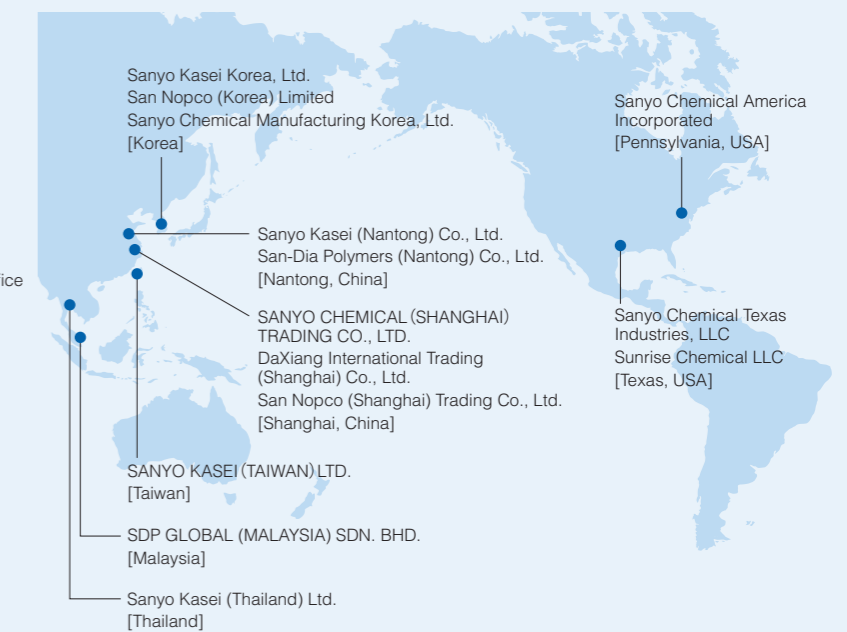 Sanyo Kasei Korea, Ltd.
San Nopco (Korea) Limited
Sanyo Chemical Manufacturing Korea, Ltd.
[Korea]
Sanyo Chemical America
Incorporated
[Pennsylvania, USA]
Sanyo Kasei (Nantong) Co., Ltd.
San-Dia Polymers (Nantong) Co., Ltd.
[Nantong, China]
SANYO CHEMICAL (SHANGHAI)
TRADING CO., LTD.
DaXiang International Trading
(Shanghai) Co., Ltd.
San Nopco (Shanghai) Trading Co., Ltd.
[Shanghai, China]
Sanyo Chemical Texas
Industries, LLC
Sunrise Chemical LLC
[Texas, USA]
SANYO KASEI (TAIWAN) LTD.
[Taiwan]
SDP GLOBAL (MALAYSIA) SDN. BHD.
[Malaysia]
Sanyo Kasei (Thailand) Ltd.
[Thailand]